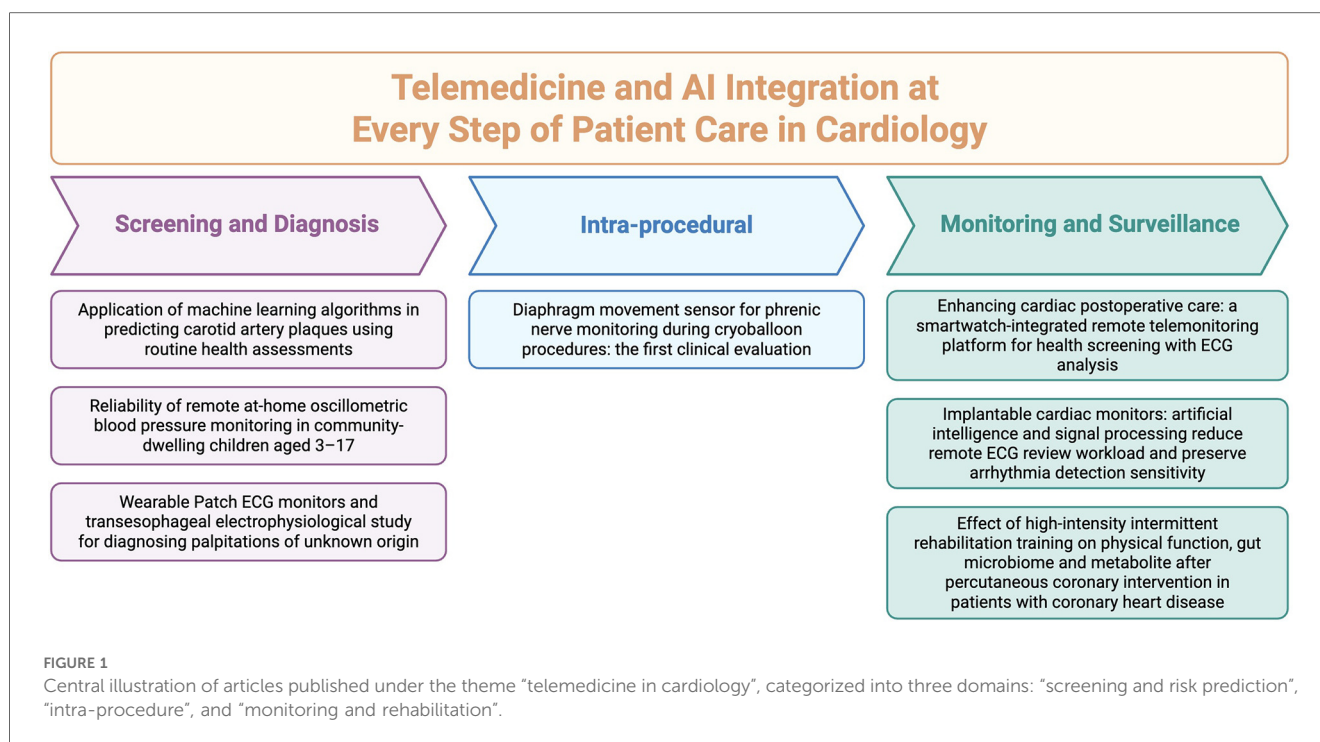 Telemedicine and AI Integration at
Every Step of Patient Care in Cardiology
Screening and Diagnosis
Application of machine learning algorithms in
predicting carotid artery plaques using
routine health assessments
Reliability of remote at-home oscillometric
blood pressure monitoring in community-
dwelling children aged 3–17
Wearable Patch ECG monitors and
transesophageal electrophysiological study
for diagnosing palpitations of unknown origin
Intra-procedural
Diaphragm movement sensor for phrenic
nerve monitoring during cryoballoon
procedures: the first clinical evaluation
Monitoring and Surveillance
Enhancing cardiac postoperative care: a
smartwatch-integrated remote telemonitoring
platform for health screening with ECG
analysis
Implantable cardiac monitors: artificial
intelligence and signal processing reduce
remote ECG review workload and preserve
arrhythmia detection sensitivity
Effect of high-intensity intermittent
rehabilitation training on physical function, gut
microbiome and metabolite after
percutaneous coronary intervention in
patients with coronary heart disease
FIGURE 1
Central illustration of articles published under the theme “telemedicine in cardiology”, categorized into three domains: “screening and risk prediction”,
“intra-procedure”, and “monitoring and rehabilitation”.